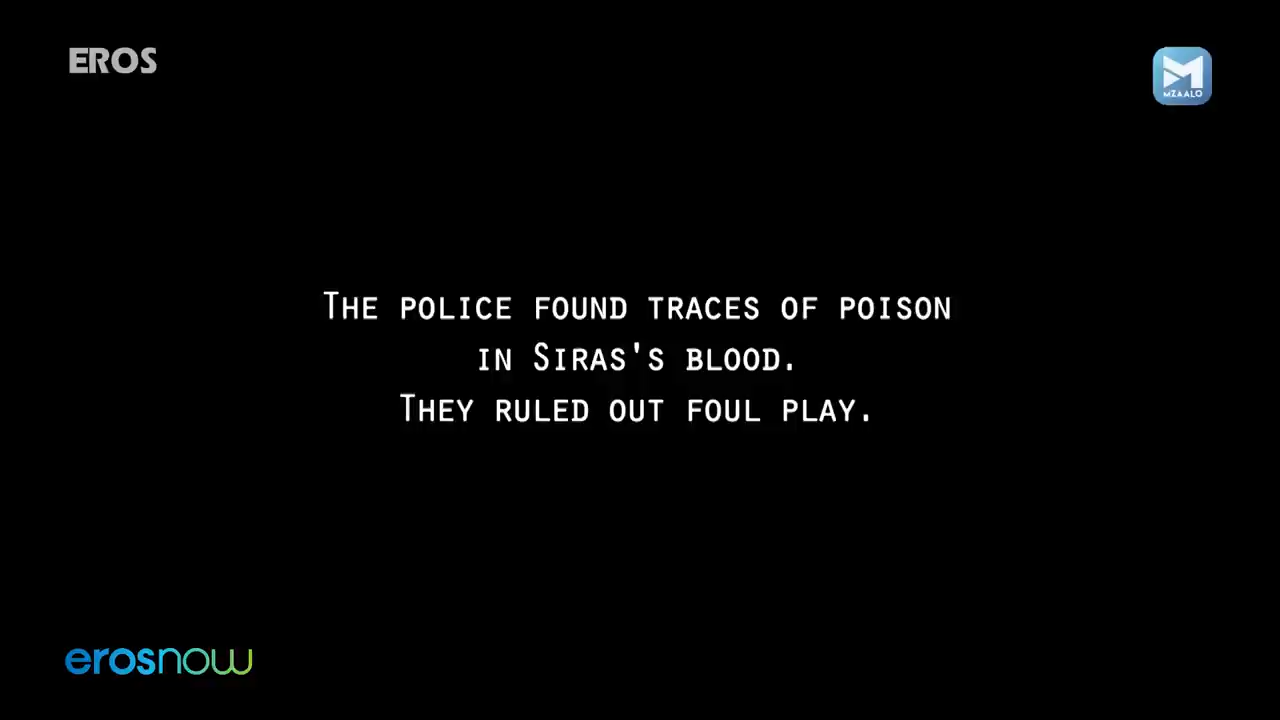 EROS
MZAALO
The police found traces of poison
in Siras's blood.
They ruled out foul play.
erosnow